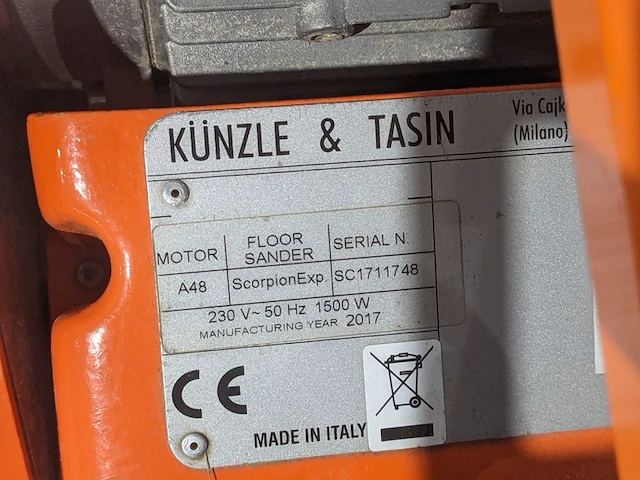 KÜNZLE & TASIN
Via
(Milano)
MOTOR FLOOR SANDER SERIAL N.
A48 ScorpionExp. SC1711748
230 V~ 50 Hz 1500 W
MANUFACTURING YEAR 2017
CE
MADE IN ITALY